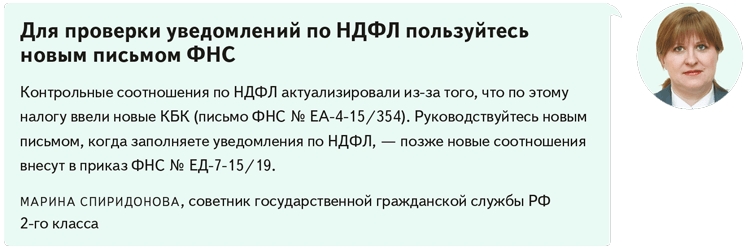 Для проверки уведомлений по НДФЛ пользуйтесь
новым письмом ФНС
Контрольные соотношения по НДФЛ актуализировали из-за того, что по этому
налогу ввели новые КБК (письмо ФНС № ЕА-4-15/354). Руководствуйтесь новым
письмом, когда заполняете уведомления по НДФЛ, — позже новые соотношения
внесут в приказ ФНС № ЕД-7-15/19.
МАРИНА СПИРИДОНОВА, советник государственной гражданской службы РФ
2-го класса